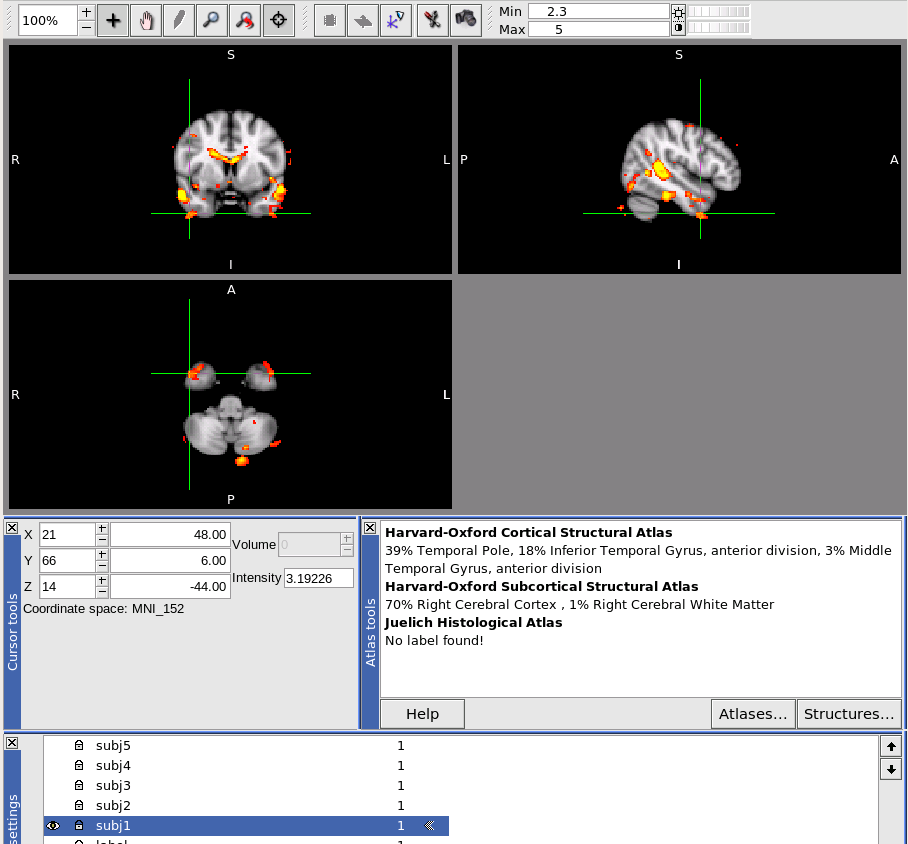 100%
Min 2.3
Max 5
S
S
R
L
P
A
I
I
A
R
L
P
X 21 48.00
Y 66 6.00
Z 14 -44.00
Volume 0
Intensity 3.19226
Coordinate space: MNI_152
Cursor tools
Atlas tools
Harvard-Oxford Cortical Structural Atlas
39% Temporal Pole, 18% Inferior Temporal Gyrus, anterior division, 3% Middle
Temporal Gyrus, anterior division
Harvard-Oxford Subcortical Structural Atlas
70% Right Cerebral Cortex , 1% Right Cerebral White Matter
Juelich Histological Atlas
No label found!
Help
Atlases...
Structures...
settings
subj5 1
subj4 1
subj3 1
subj2 1
subj1 1